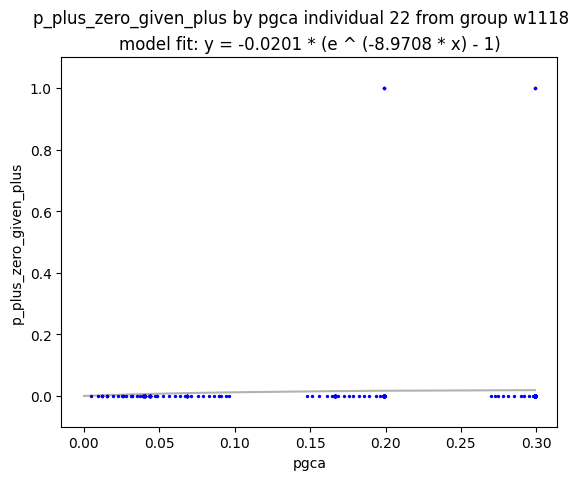 p_plus_zero_given_plus by pgca individual 22 from group w1118
model fit: y = -0.0201 * (e ^ (-8.9708 * x) - 1)
p_plus_zero_given_plus
1.0
0.8
0.6
0.4
0.2
0.0
0.00 0.05 0.10 0.15 0.20 0.25 0.30
pgca